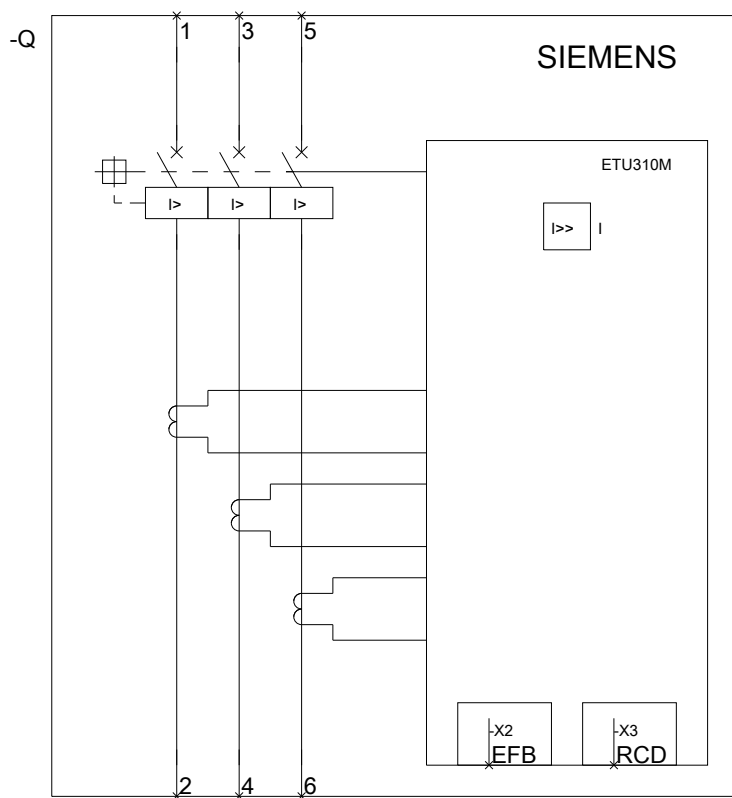 1 3 5
-Q
SIEMENS
ETU310M
I> I> I>
I>> I
-X2 -X3
EFB RCD
2 4 6